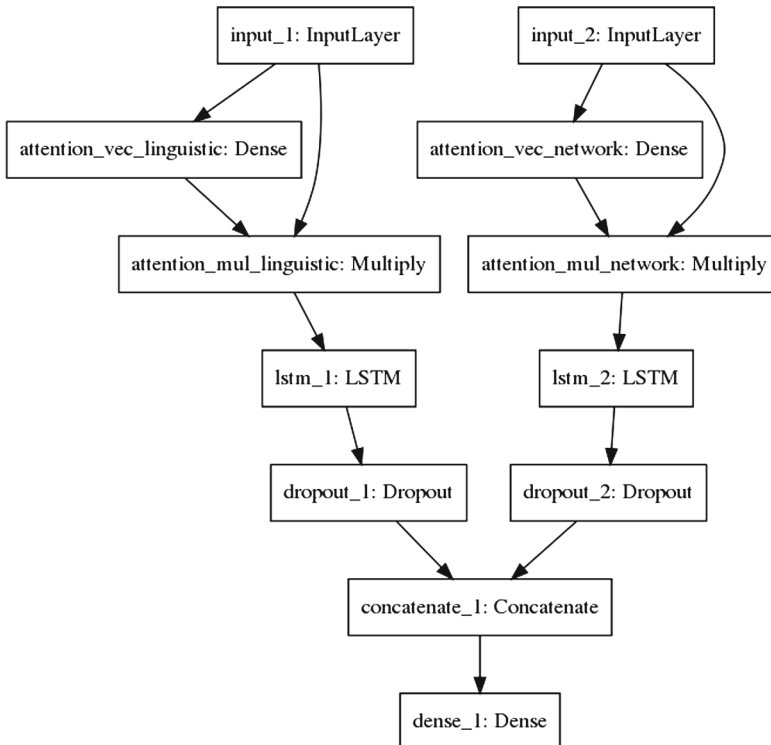 input_1: InputLayer
input_2: InputLayer
attention_vec_linguistic: Dense
attention_vec_network: Dense
attention_mul_linguistic: Multiply
attention_mul_network: Multiply
lstm_1: LSTM
lstm_2: LSTM
dropout_1: Dropout
dropout_2: Dropout
concatenate_1: Concatenate
dense_1: Dense